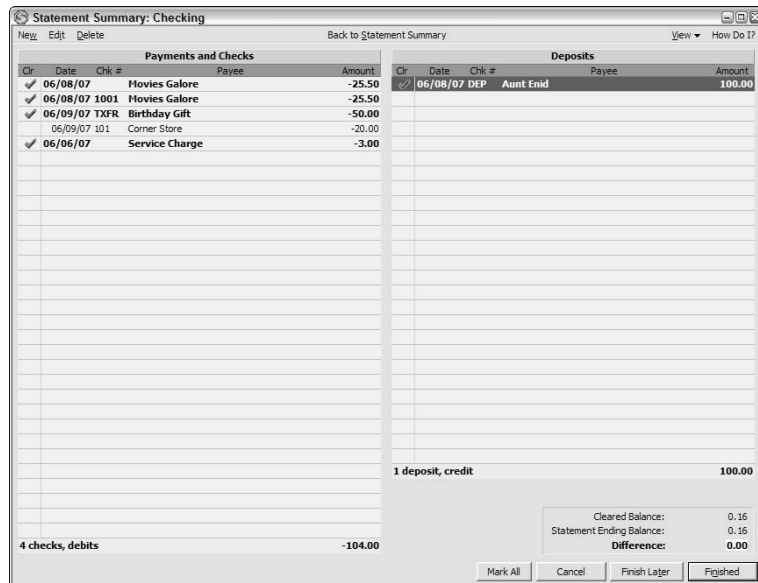 Statement Summary: Checking
New Edit Delete Back to Statement Summary View How Do I?
Payments and Checks
Clr Date Chk # Payee Amount
06/08/07 Movies Galore -25.50
06/08/07 1001 Movies Galore -25.50
06/09/07 TXFR Birthday Gift -50.00
06/09/07 101 Corner Store -20.00
06/06/07 Service Charge -3.00
4 checks, debits -104.00
Deposits
Clr Date Chk # Payee Amount
06/08/07 DEP Aunt Enid 100.00
1 deposit, credit 100.00
Cleared Balance: 0.16
Statement Ending Balance: 0.16
Difference: 0.00
Mark All Cancel Finish Later Finished